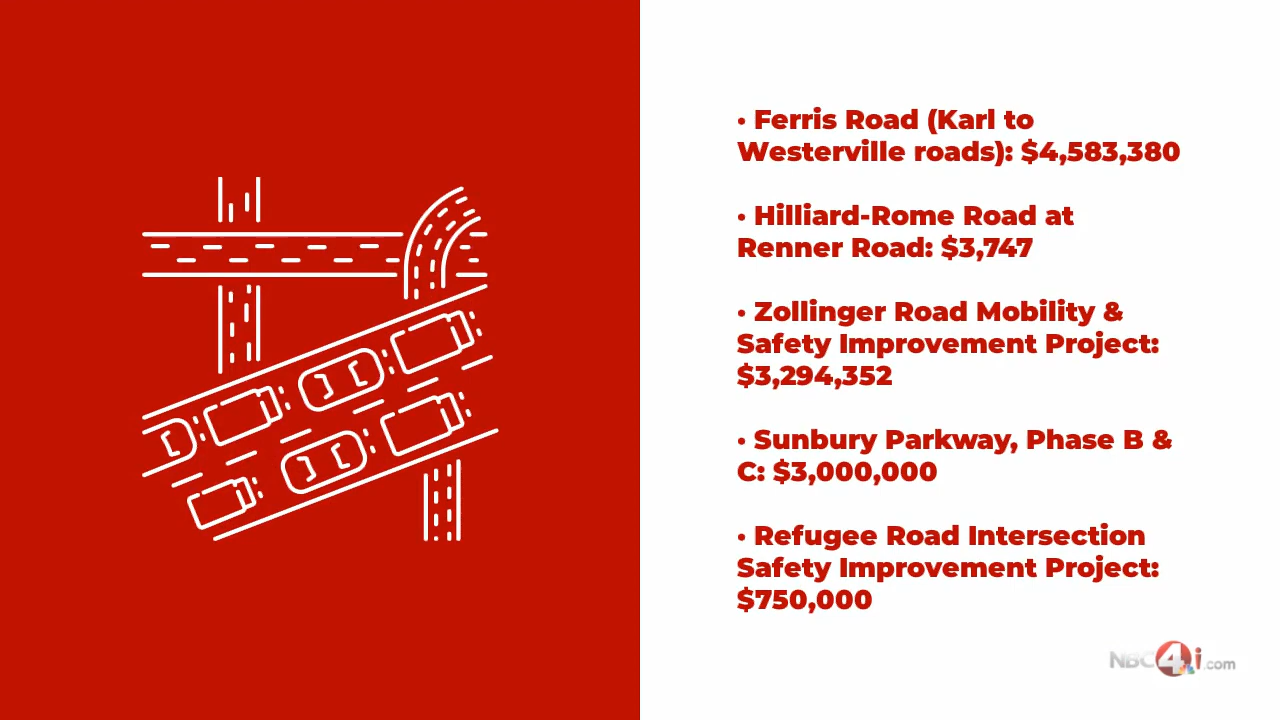 • Ferris Road (Karl to
Westerville roads): $4,583,380
• Hilliard-Rome Road at
Renner Road: $3,747
• Zollinger Road Mobility &
Safety Improvement Project:
$3,294,352
• Sunbury Parkway, Phase B &
C: $3,000,000
• Refugee Road Intersection
Safety Improvement Project:
$750,000
NBC4i.com